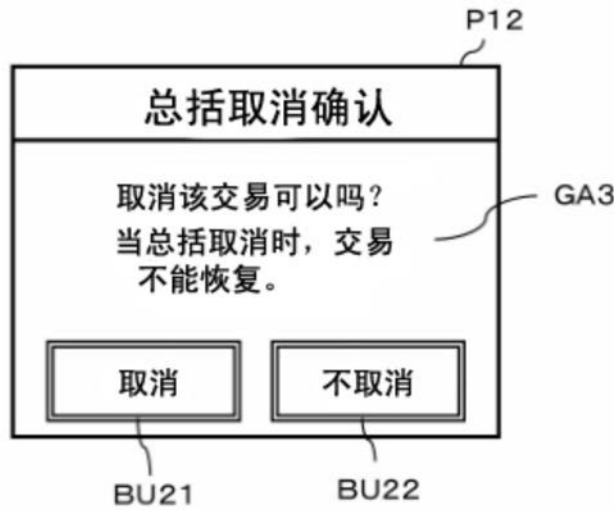 P12
总括取消确认
取消该交易可以吗?
当总括取消时，交易
不能恢复。
GA3
取消
不取消
BU21
BU22